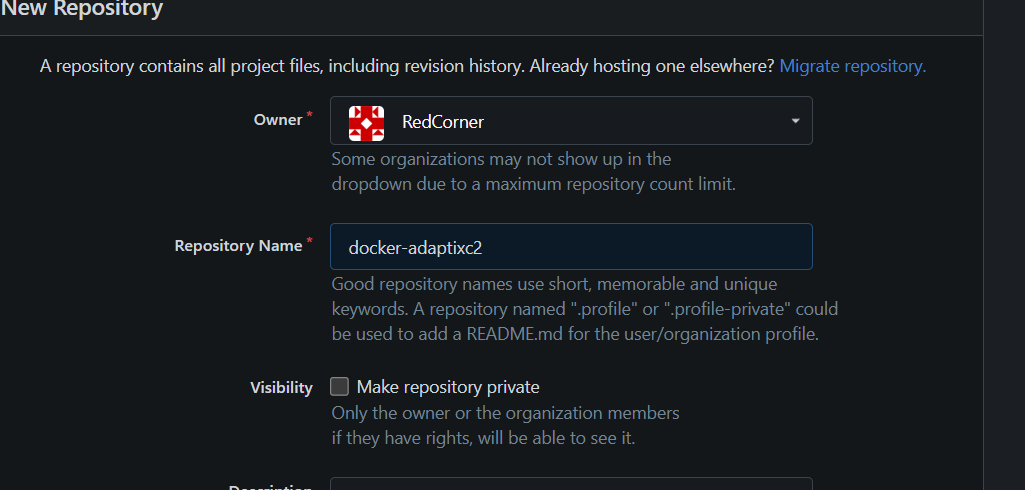 New Repository
A repository contains all project files, including revision history. Already hosting one elsewhere? Migrate repository.
Owner *
RedCorner
Some organizations may not show up in the
dropdown due to a maximum repository count limit.
Repository Name *
docker-adaptixc2
Good repository names use short, memorable and unique
keywords. A repository named ".profile" or ".profile-private" could
be used to add a README.md for the user/organization profile.
Visibility
Make repository private
Only the owner or the organization members
if they have rights, will be able to see it.
Description